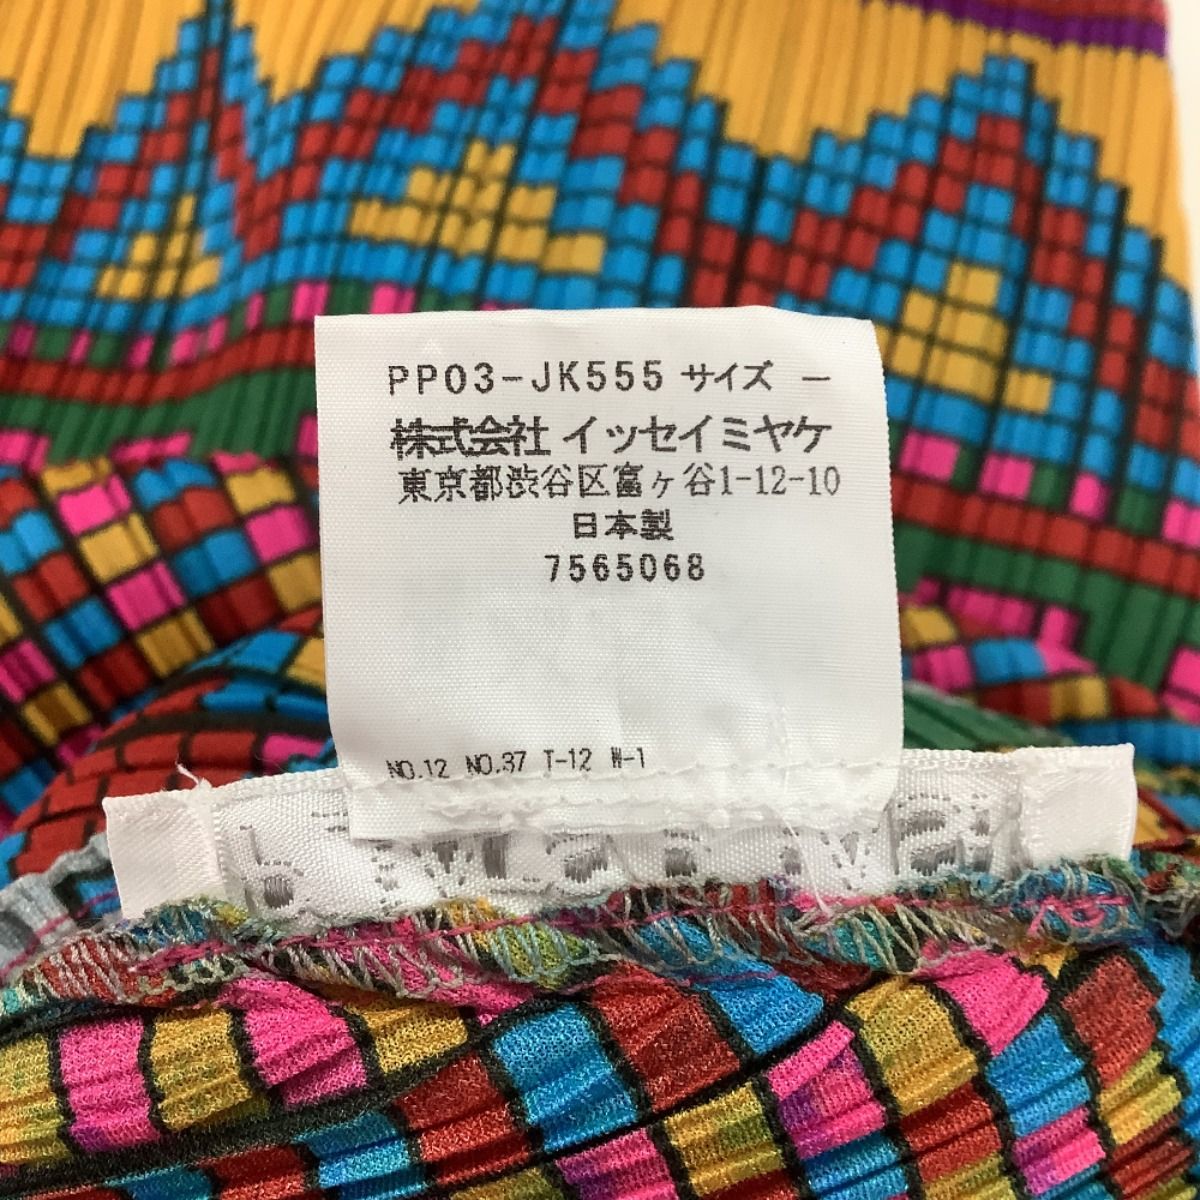 PP03-JK555 サイズ －
株式会社 イッセイミヤケ
東京都渋谷区富ヶ谷1-12-10
日本製
7565068
NO.12 NO.37 T-12 W-1